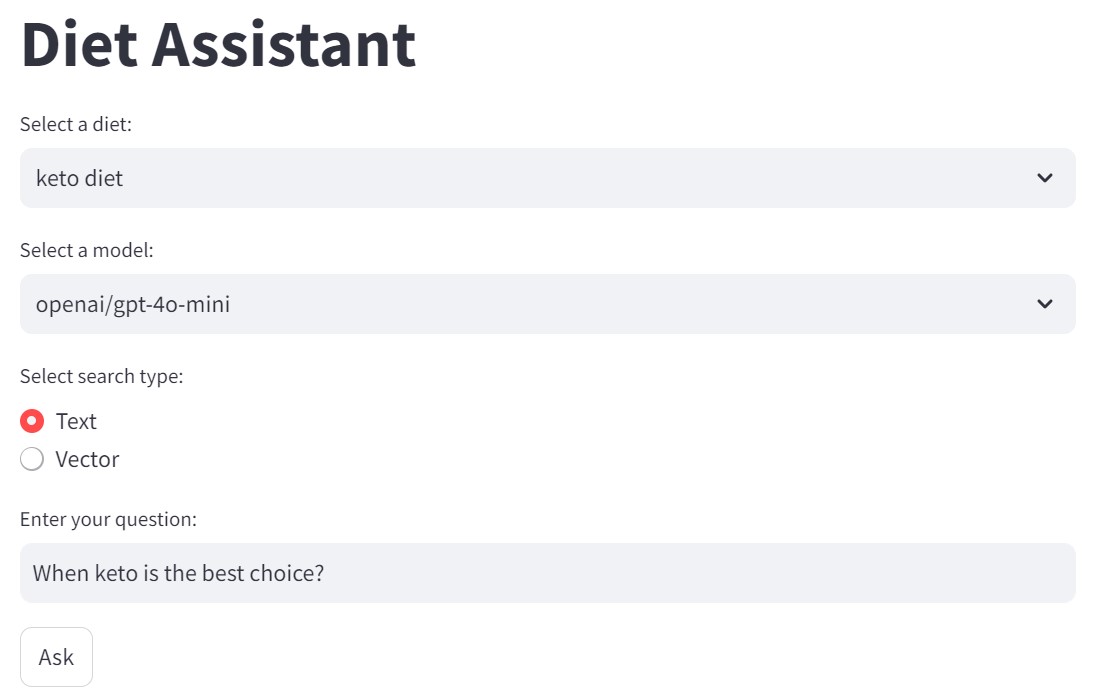 Diet Assistant
Select a diet:
keto diet
Select a model:
openai/gpt-4o-mini
Select search type:
Text
Vector
Enter your question:
When keto is the best choice?
Ask